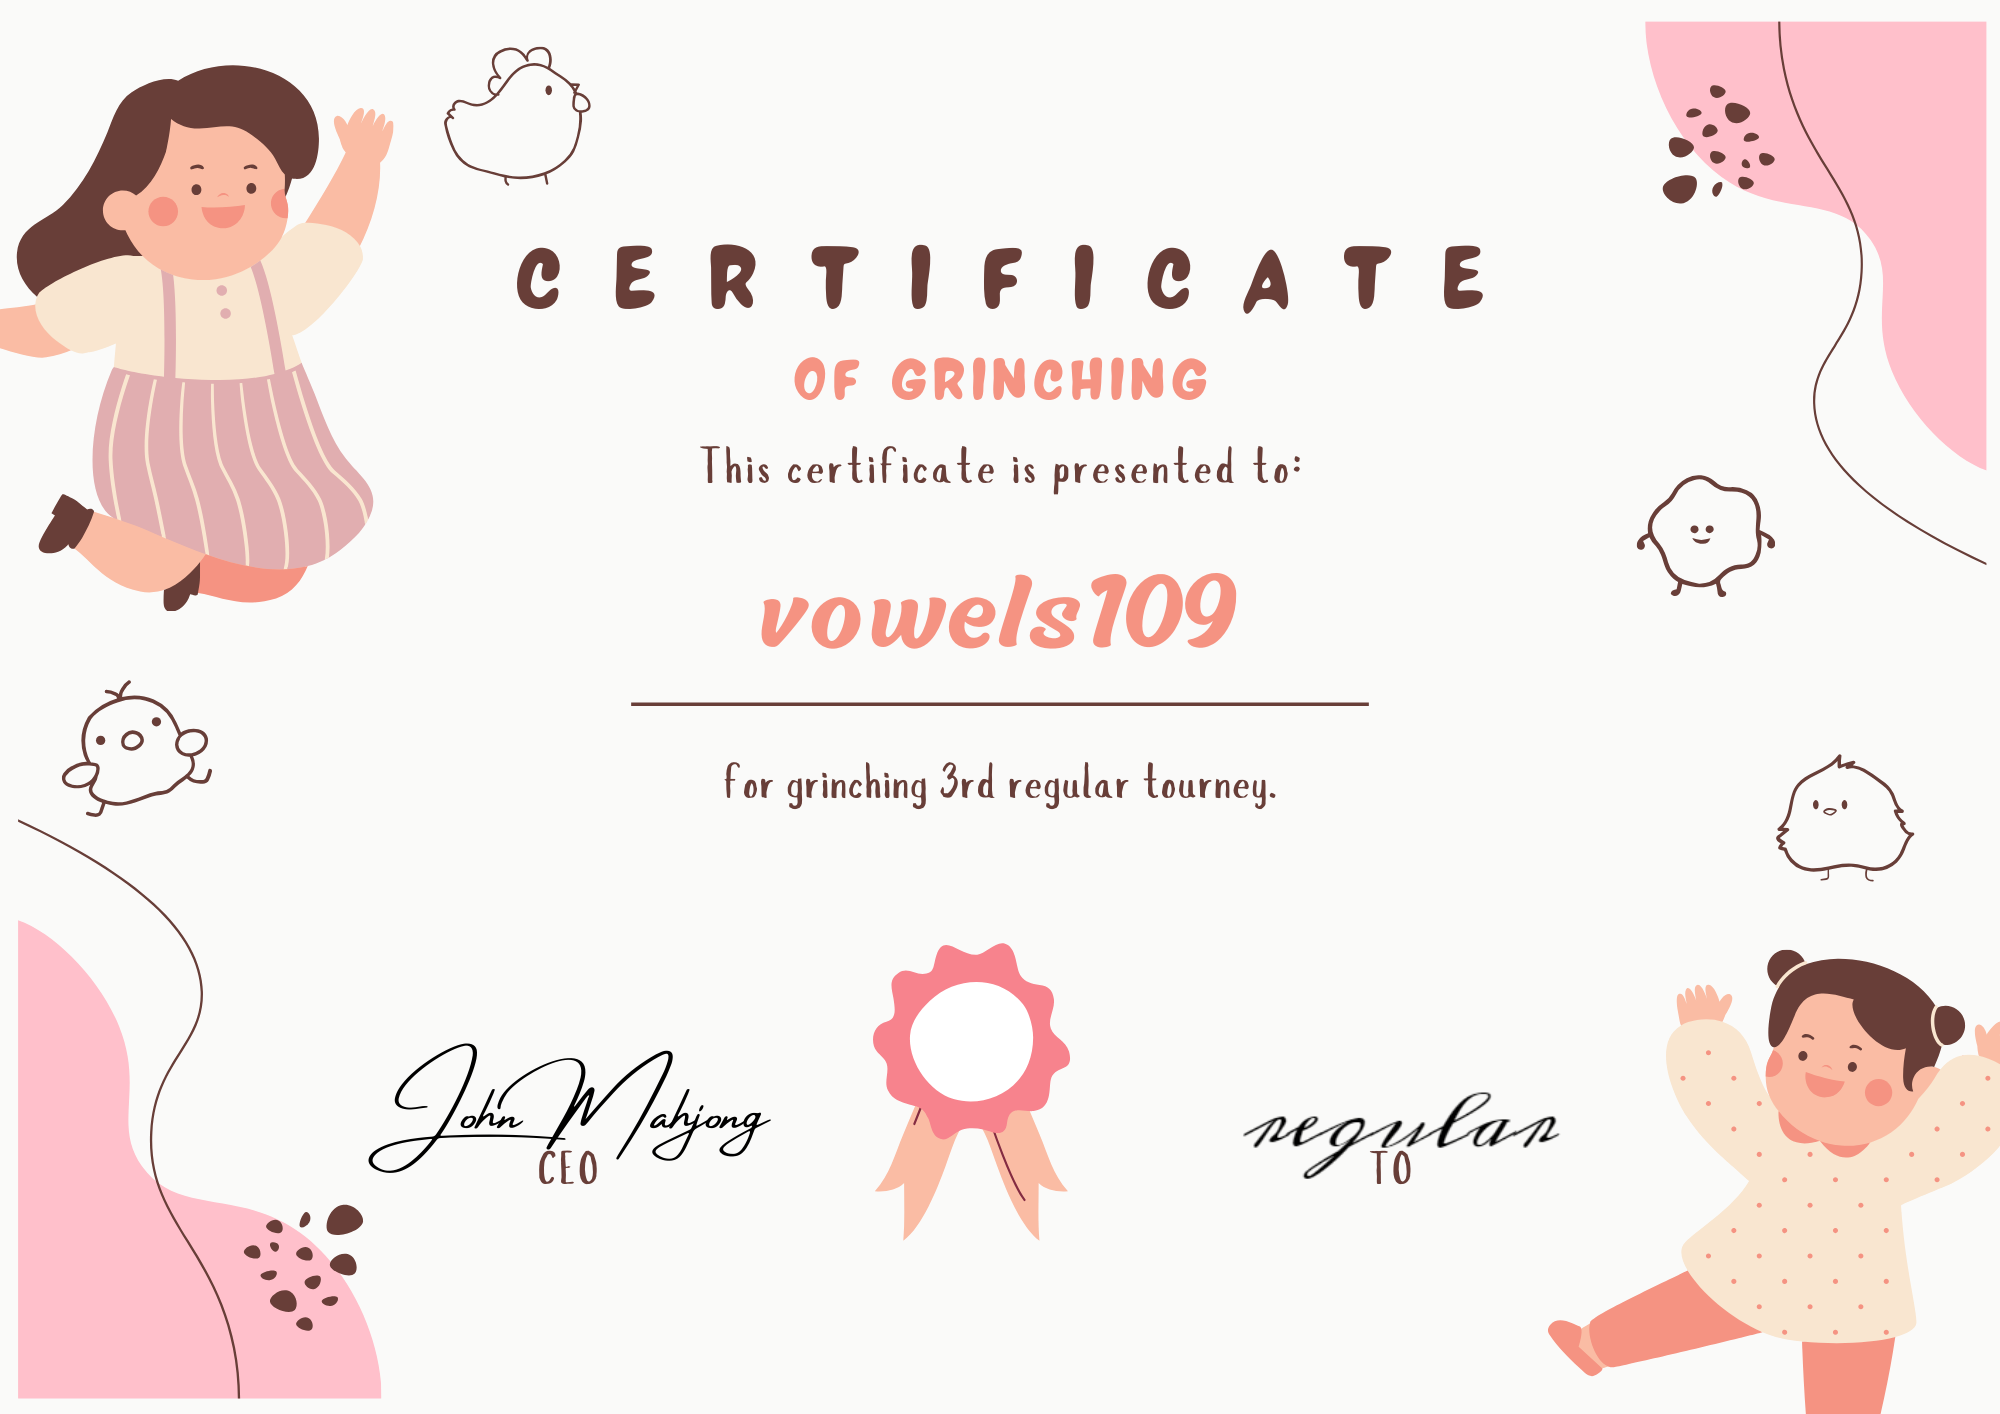 CERTIFICATE
OF GRINCHING
This certificate is presented to:
vowels109
for grinching 3rd regular tourney.
John Mahjong
CEO
regular
TO